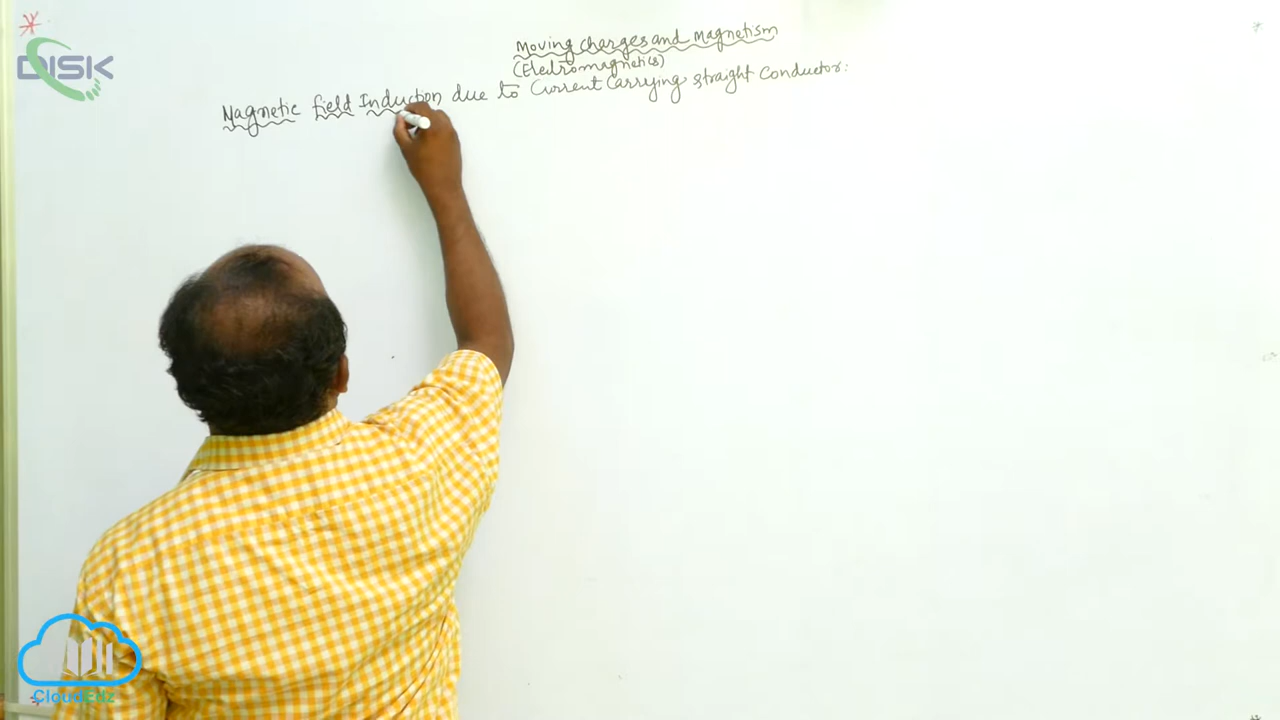 Moving charges and Magnetism
(Electromagnetics)
Magnetic field Induction due to Current Carrying straight Conductor:
DISK
CloudEdz